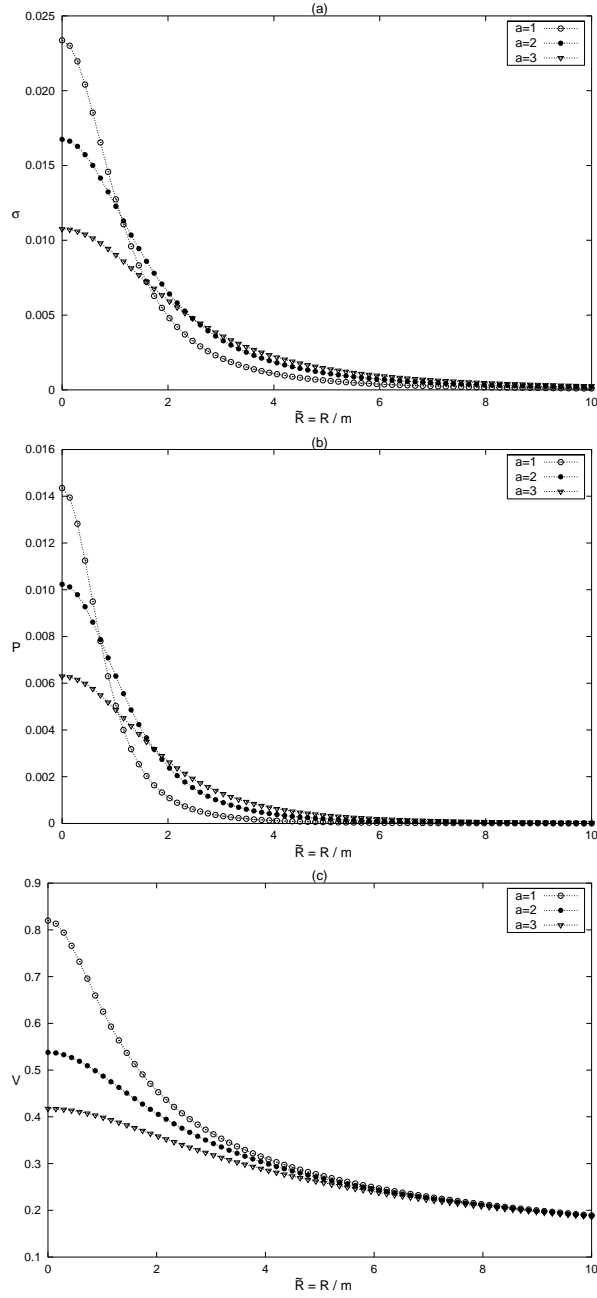 (a)
0.025
0.020
0.015
0.010
0.005
0
σ
a=1
a=2
a=3
0 2 4 6 8 10
R̃ = R / m
(b)
0.016
0.014
0.012
0.010
0.008
0.006
0.004
0.002
0
P
a=1
a=2
a=3
0 2 4 6 8 10
R̃ = R / m
(c)
0.9
0.8
0.7
0.6
0.5
0.4
0.3
0.2
0.1
V
a=1
a=2
a=3
0 2 4 6 8 10
R̃ = R / m